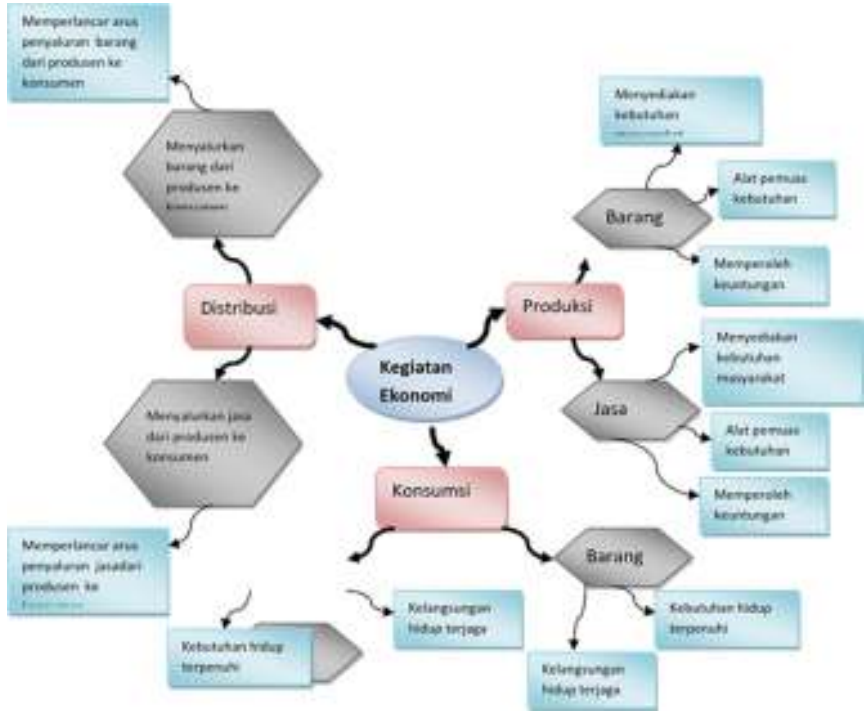 Memperlancar arus
penyaluran barang
dari produsen ke
konsumen
Menyalurkan
barang dari
produsen ke
Distribusi
Menyalurkan jasa
dari produsen ke
konsumen
Memperlancar arus
penyaluran jasadari
produsen ke
Kegiatan
Ekonomi
Produksi
Menyediakan
kebutuhan
Barang
Alat pemuas
kebutuhan
Memperoleh
keuntungan
Menyediakan
kebutuhan
masyarakat
Jasa
Alat pemuas
kebutuhan
Memperoleh
keuntungan
Konsumsi
Barang
Kebutuhan hidup
terpenuhi
Kelangsungan
hidup terjaga
Kelangsungan
hidup terjaga
Kebutuhan hidup
terpenuhi